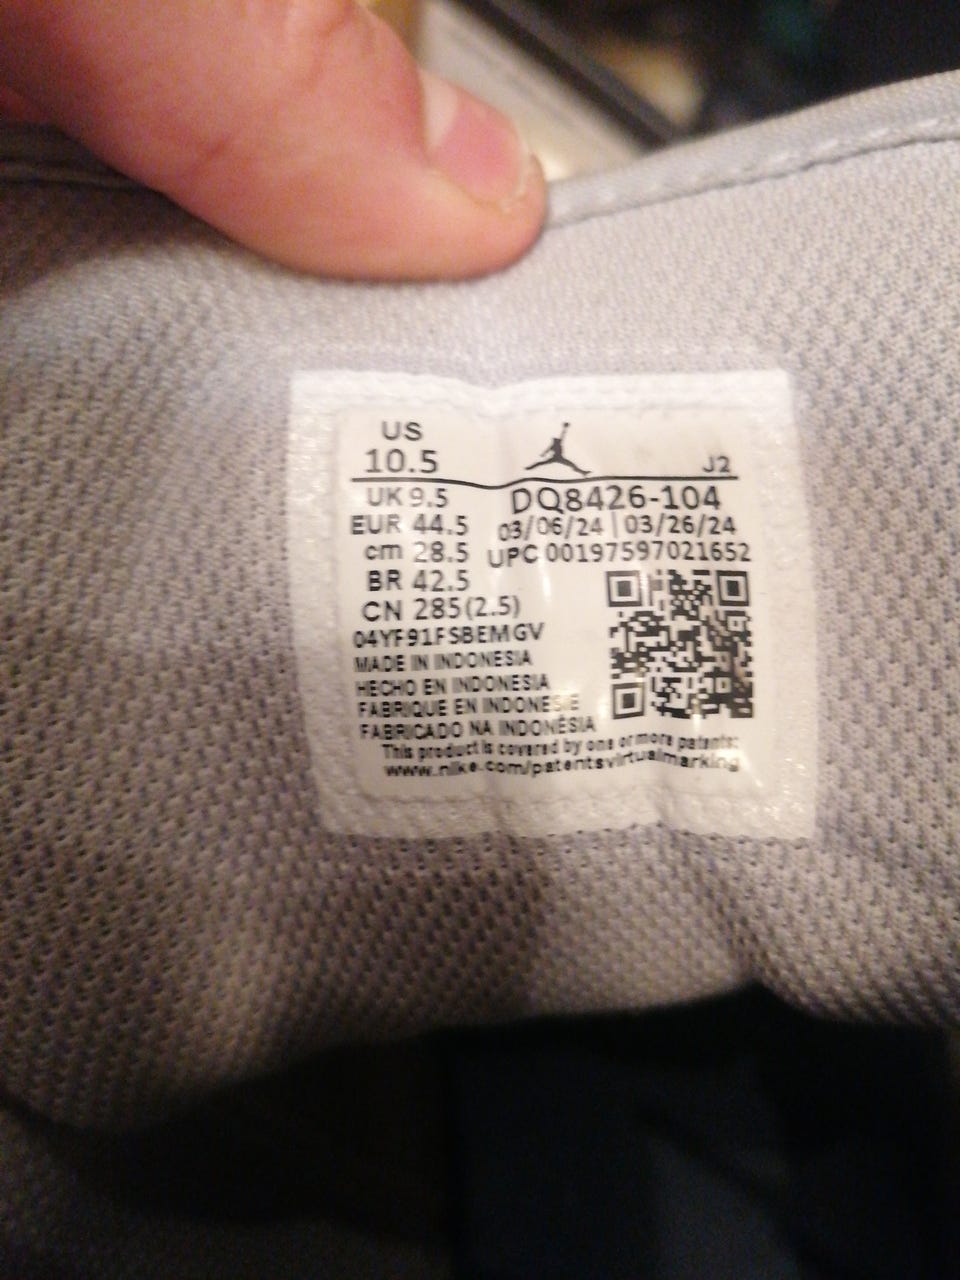 US
10.5
J2
UK 9.5
DQ8426-104
EUR 44.5
03/06/24 | 03/26/24
cm 28.5
UPC 00197597021652
BR 42.5
CN 285(2.5)
04YF91FSBEMGV
MADE IN INDONESIA
HECHO EN INDONESIA
FABRIQUE EN INDONESIE
FABRICADO NA INDONÉSIA
This product is covered by one or more patents:
www.nike.com/patentsvirtualmarking